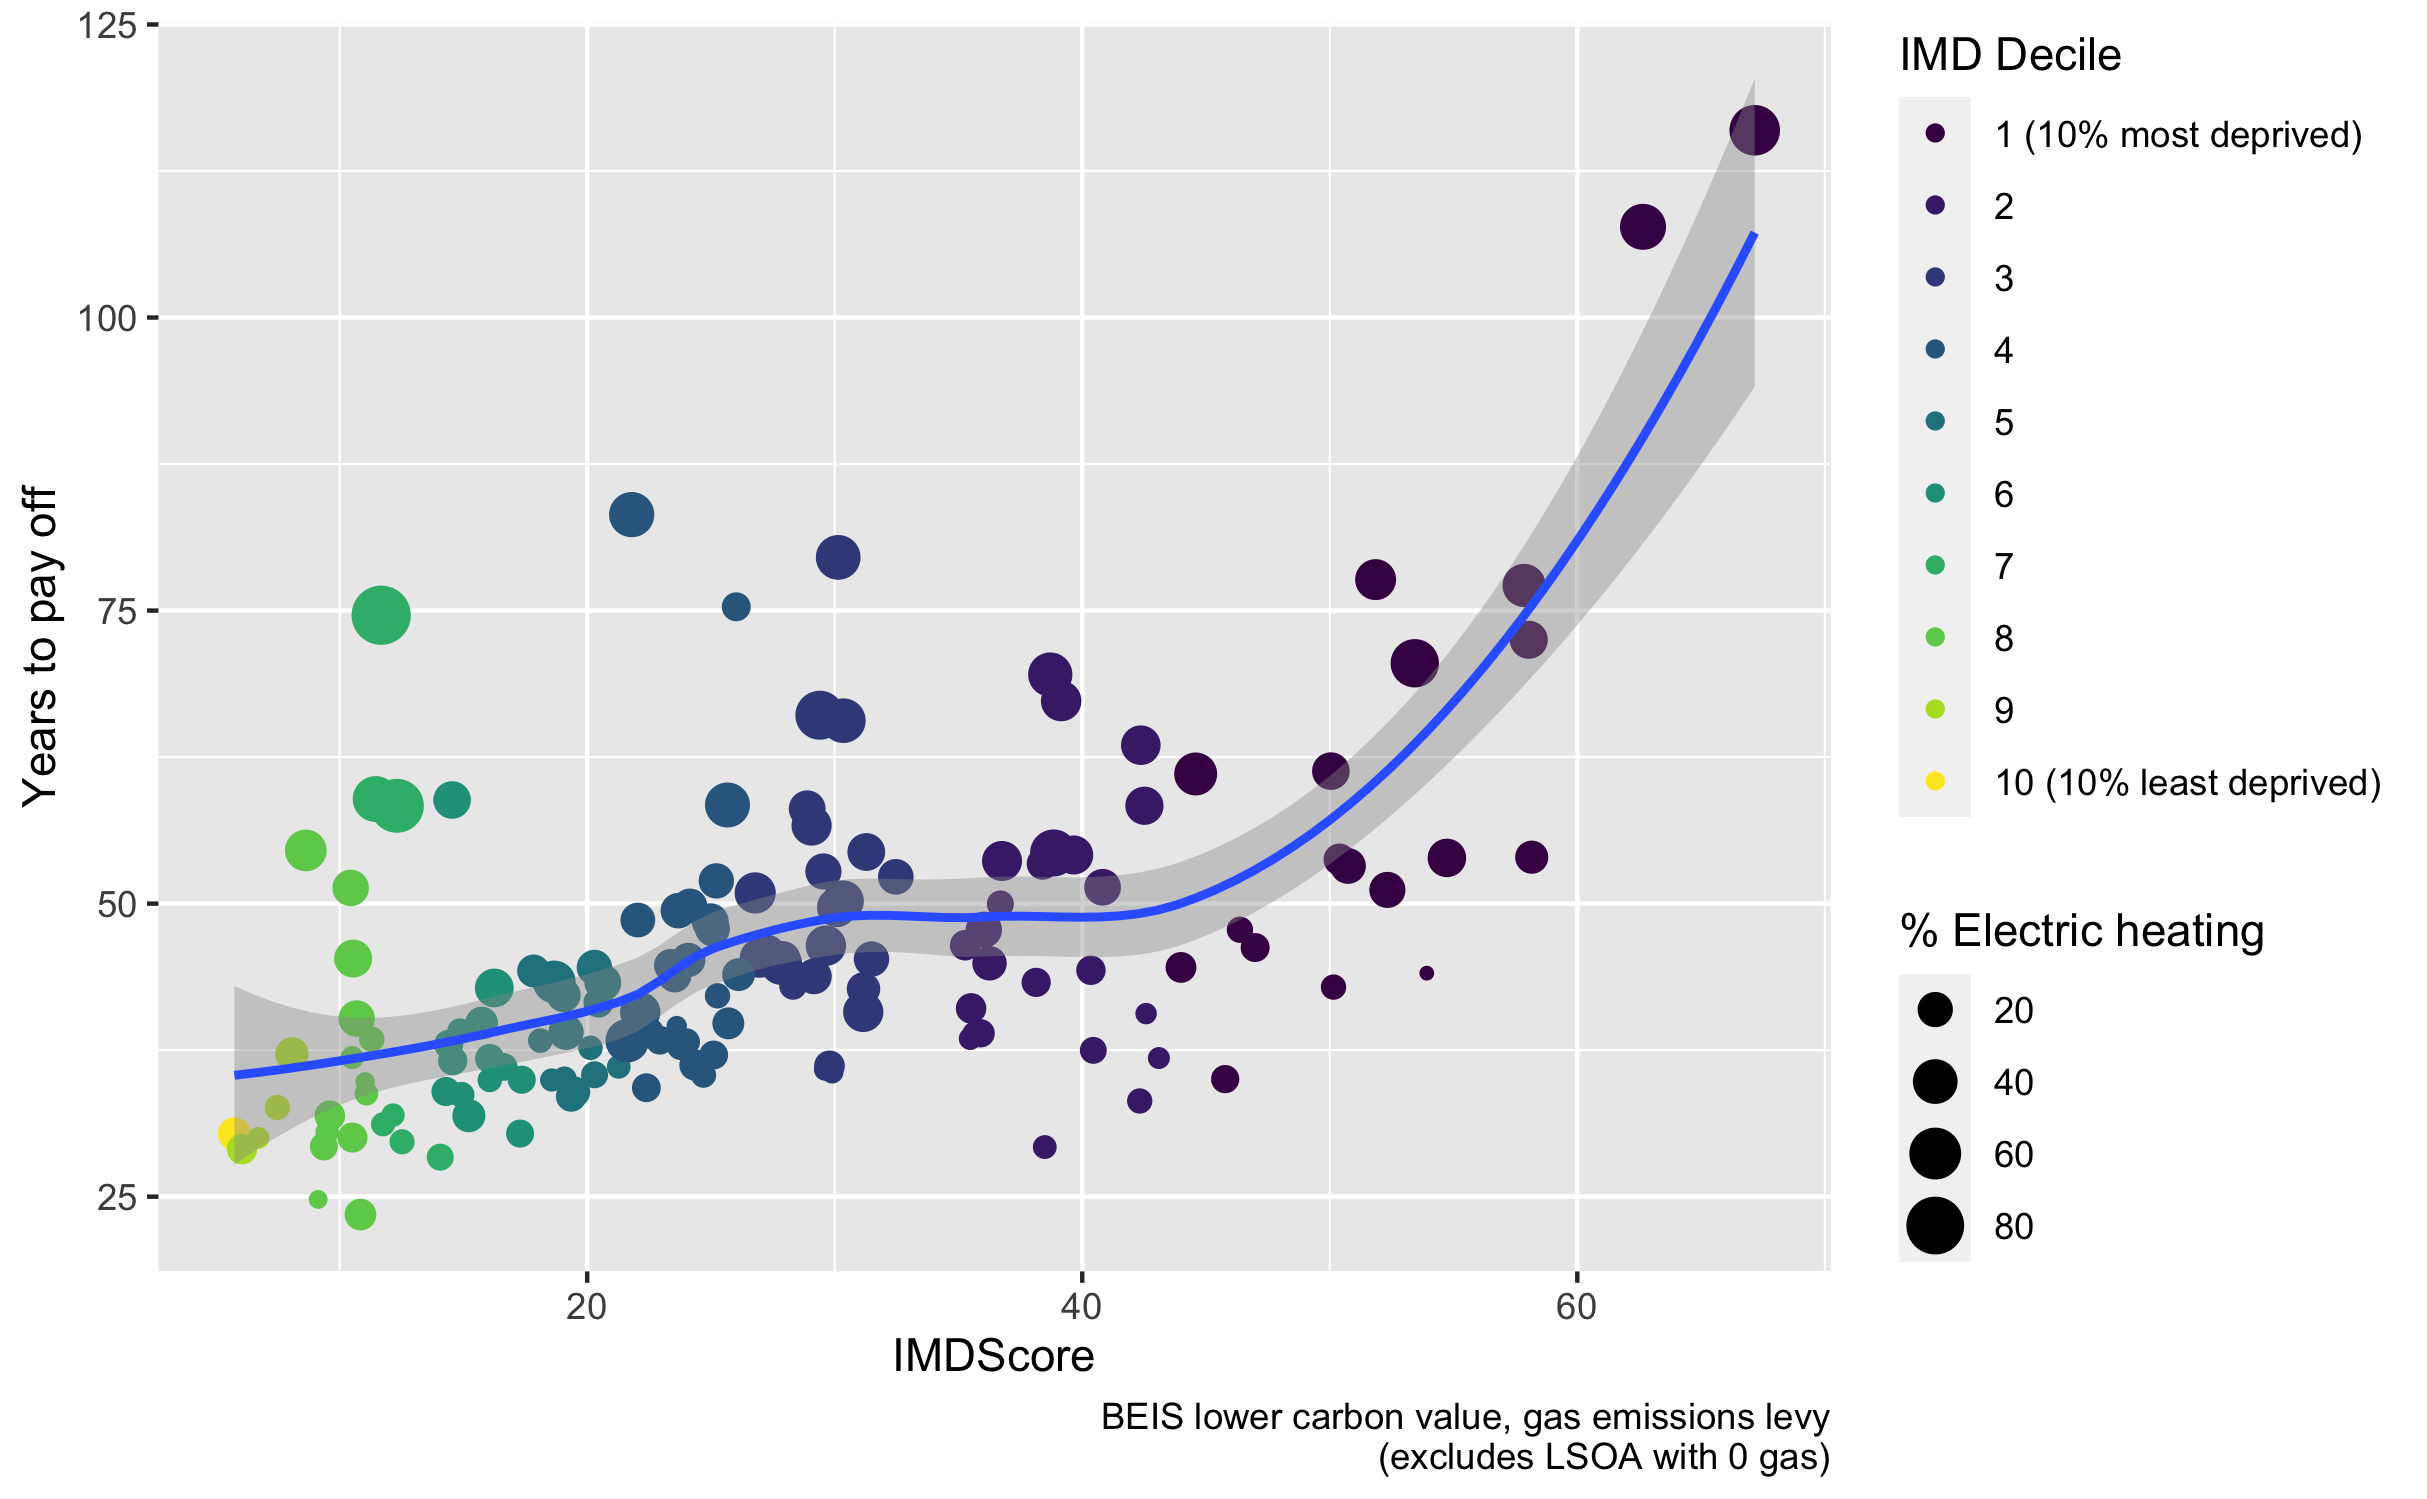 125
100
75
50
25
Years to pay off
20
40
60
IMDScore
BEIS lower carbon value, gas emissions levy
(excludes LSOA with 0 gas)
IMD Decile
1 (10% most deprived)
2
3
4
5
6
7
8
9
10 (10% least deprived)
% Electric heating
20
40
60
80